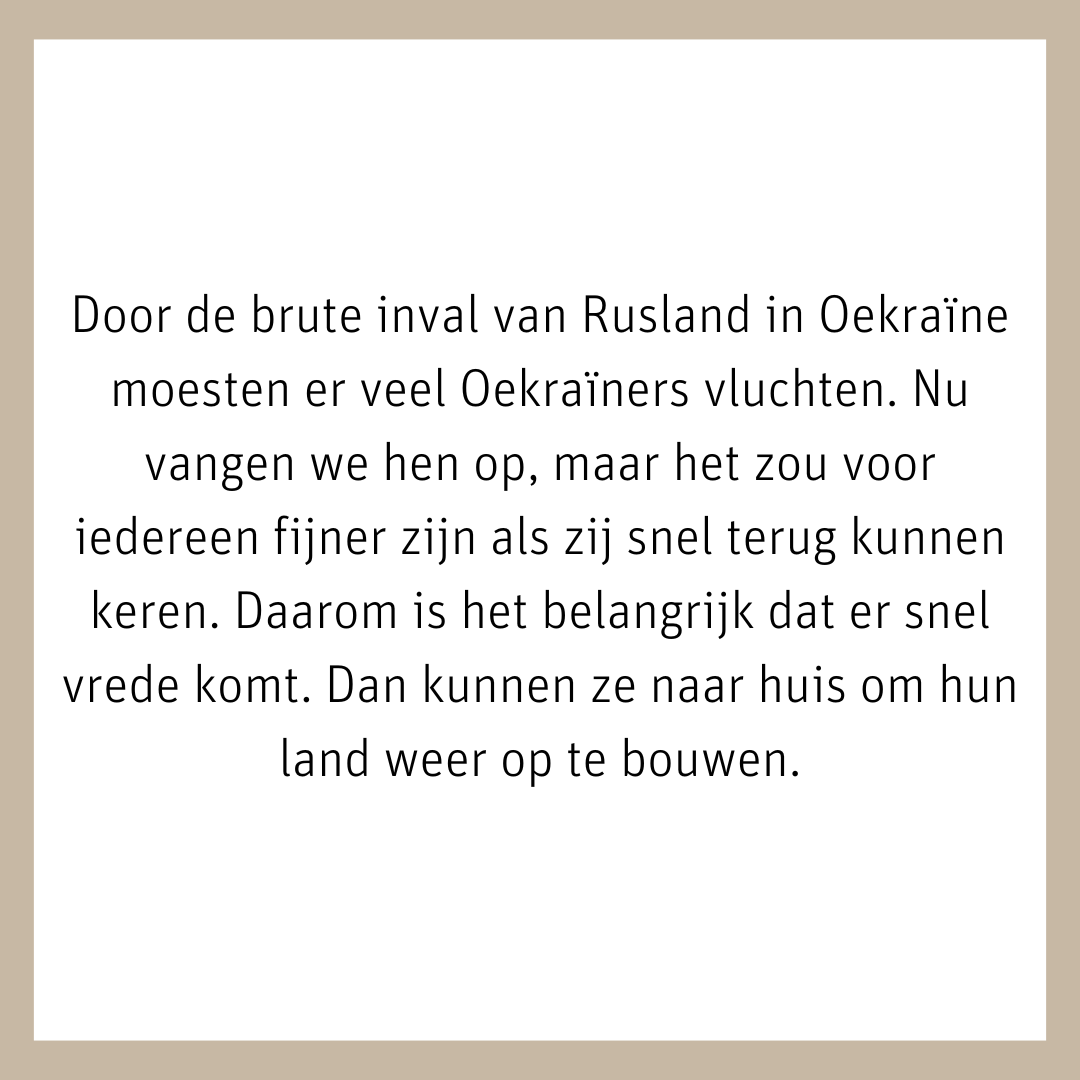 Door de brute inval van Rusland in Oekraïne
moesten er veel Oekraïners vluchten. Nu
vangen we hen op, maar het zou voor
iedereen fijner zijn als zij snel terug kunnen
keren. Daarom is het belangrijk dat er snel
vrede komt. Dan kunnen ze naar huis om hun
land weer op te bouwen.